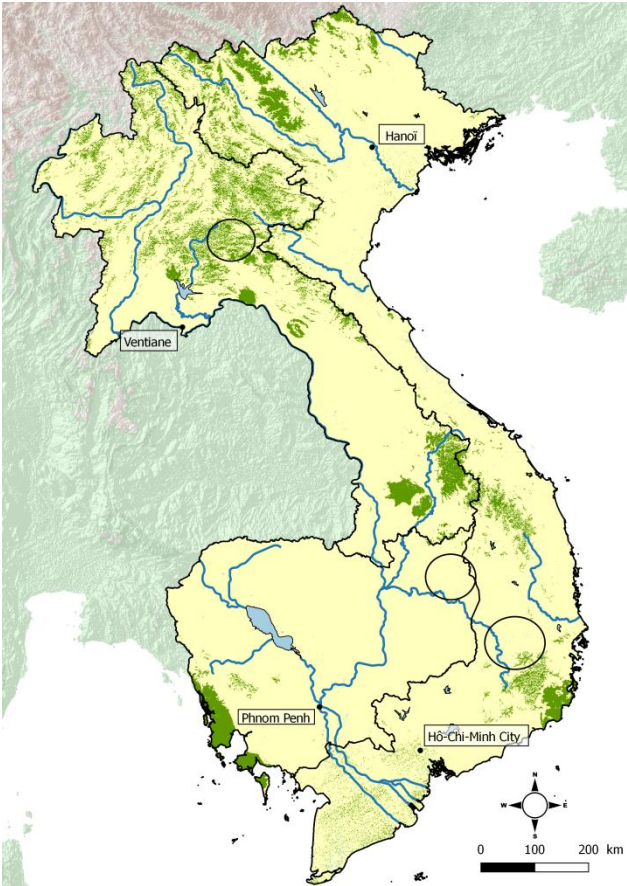 Hanoï
Ventiane
Phnom Penh
Hô-Chi-Minh City
N
W
E
S
0 100 200 km